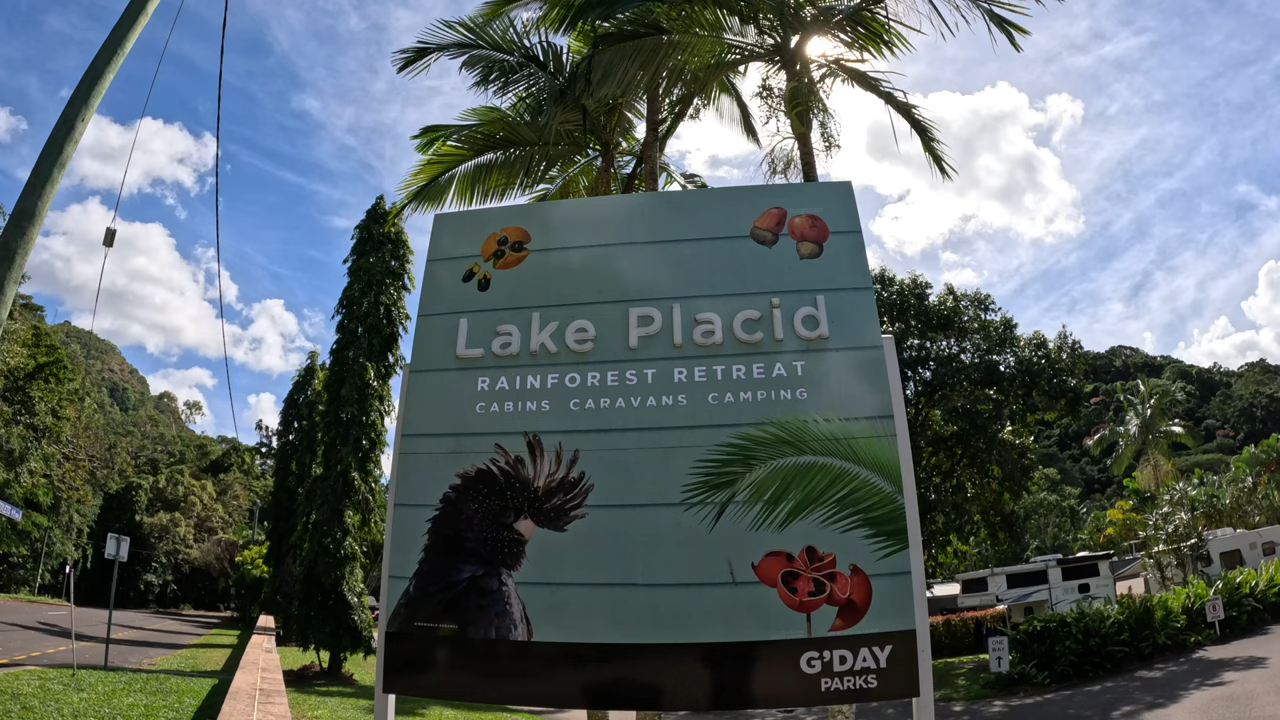 Lake Placid
RAINFOREST RETREAT
CABINS CARAVANS CAMPING
G'DAY
PARKS
ONE
WAY